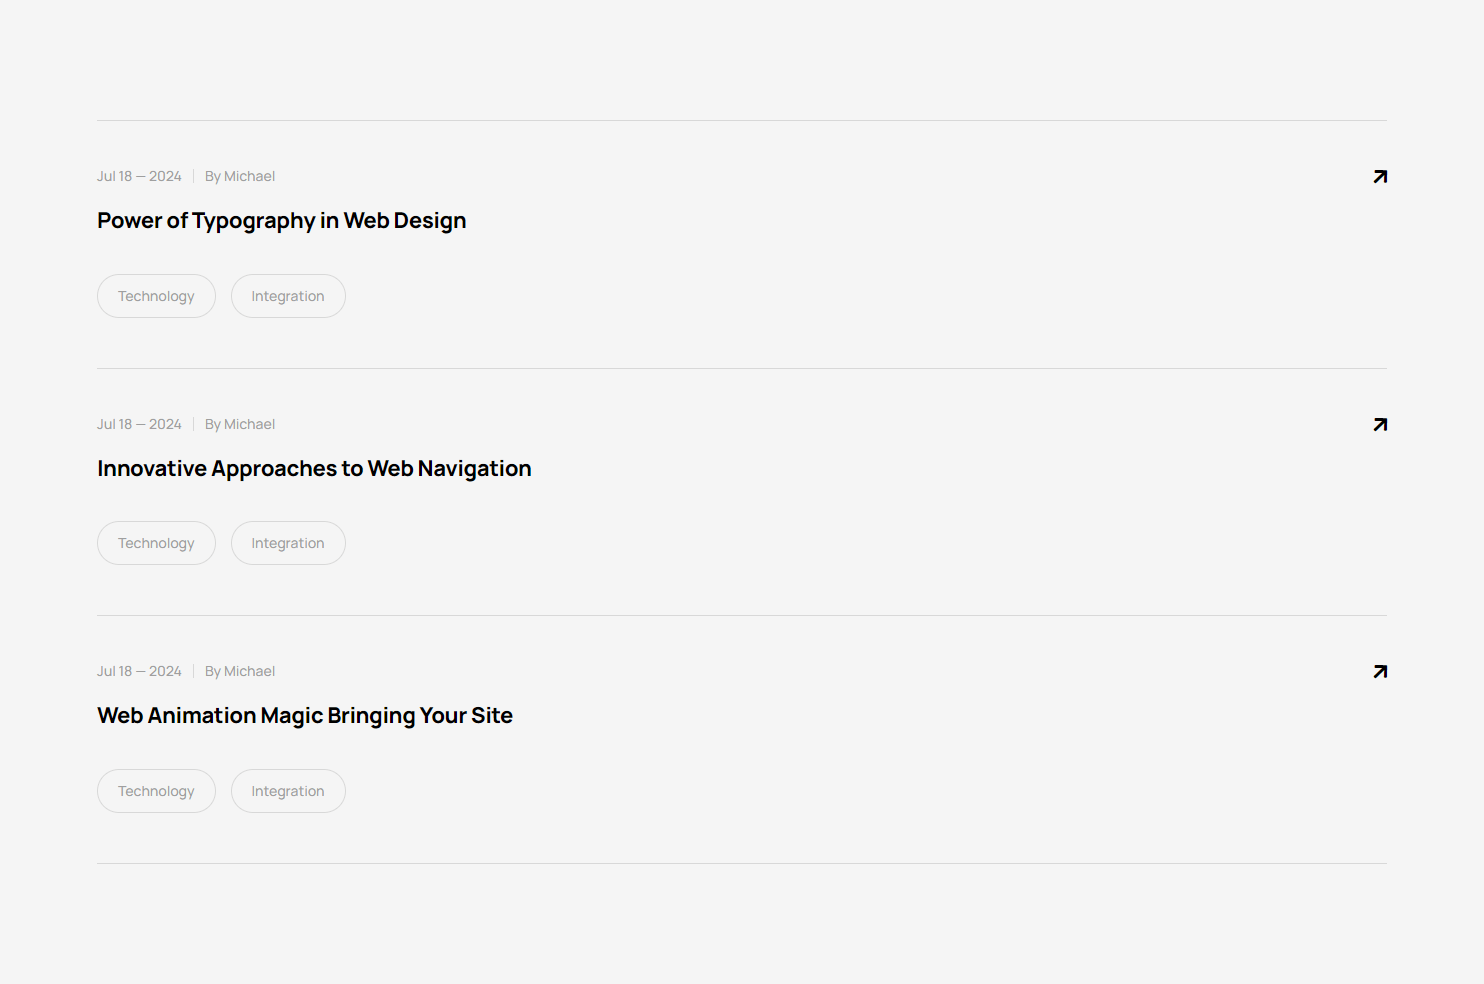 Jul 18 — 2024 | By Michael
Power of Typography in Web Design
Technology Integration
Jul 18 — 2024 | By Michael
Innovative Approaches to Web Navigation
Technology Integration
Jul 18 — 2024 | By Michael
Web Animation Magic Bringing Your Site
Technology Integration